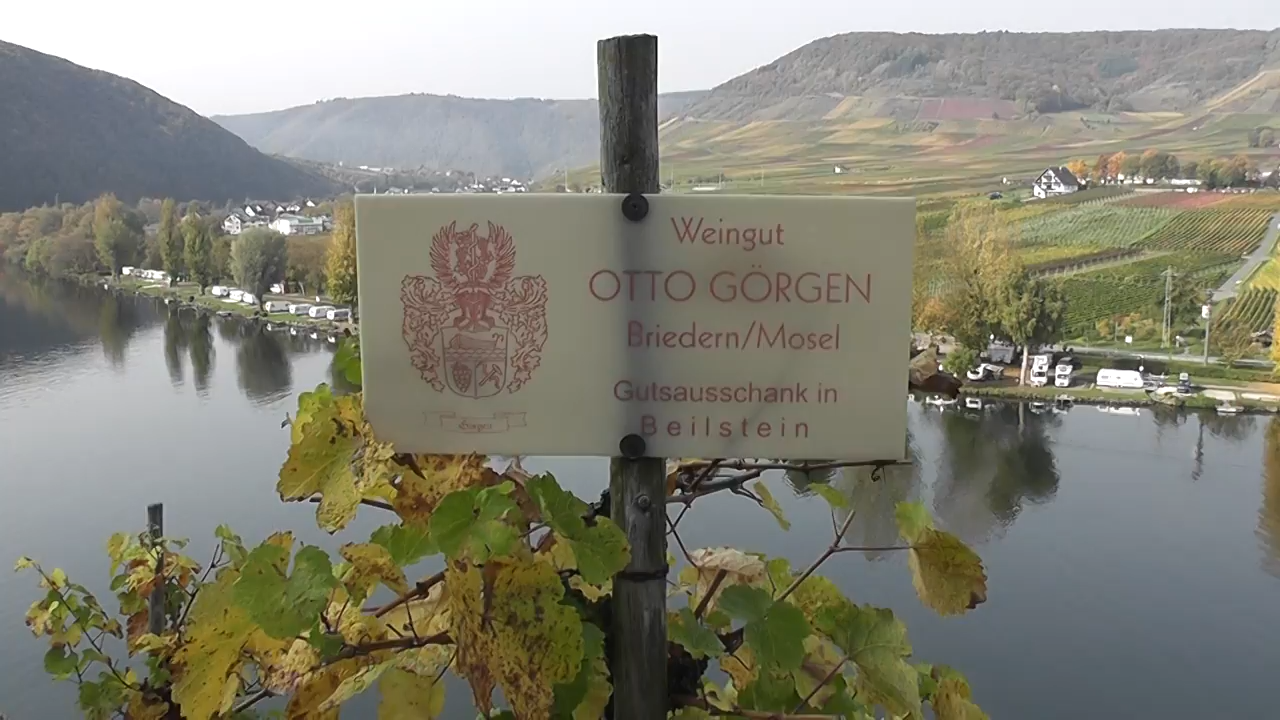 Weingut
OTTO GÖRGEN
Briedern/Mosel
Gutsausschank in
Beilstein